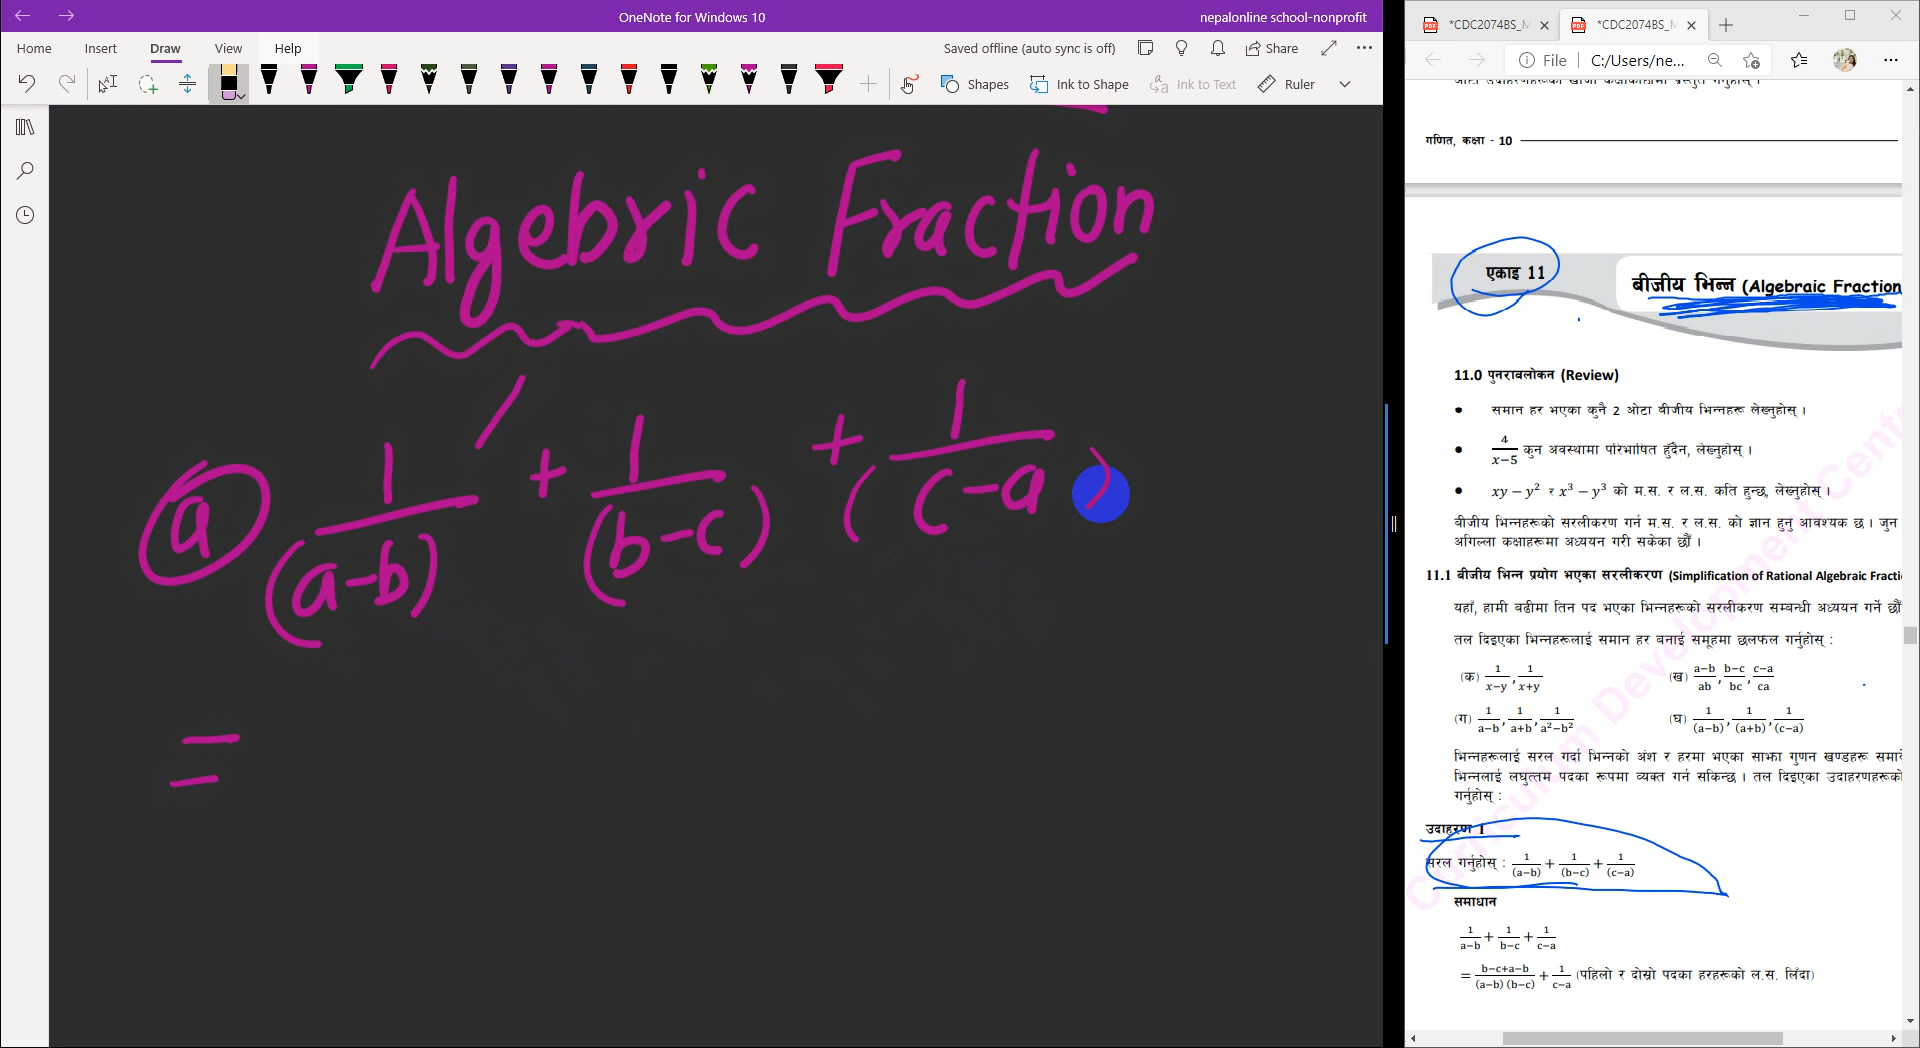 OneNote for Windows 10
nepalonline school-nonprofit
Home Insert Draw View Help
Saved offline (auto sync is off) Share
Shapes Ink to Shape Ink to Text Ruler
Algebric Fraction
(a) 1/(a-b) + 1/(b-c) + 1/(c-a)
=
*CDC2074BS_M *CDC2074BS_M
File C:/Users/ne...
गणित, कक्षा - 10
एकाइ 11
बीजीय भिन्न (Algebraic Fraction
11.0 पुनरावलोकन (Review)
• समान हर भएका कुनै 2 ओटा बीजीय भिन्नहरू लेख्नुहोस् ।
• 4/x−5 कुन अवस्थामा परिभाषित हुँदैन, लेख्नुहोस् ।
• xy − y² र x³ − y³ को म.स. र ल.स. कति हुन्छ, लेख्नुहोस् ।
बीजीय भिन्नहरूको सरलीकरण गर्न म.स. र ल.स. को ज्ञान हुनु आवश्यक छ । जुन
अगिल्ला कक्षाहरूमा अध्ययन गरी सकेका छौँ ।
11.1 बीजीय भिन्न प्रयोग भएका सरलीकरण (Simplification of Rational Algebraic Fracti
यहाँ, हामी बढीमा तिन पद भएका भिन्नहरूको सरलीकरण सम्बन्धी अध्ययन गर्ने छौँ
तल दिइएका भिन्नहरूलाई समान हर बनाई समूहमा छलफल गर्नुहोस् :
(क) 1/x−y, 1/x+y (ख) a−b/ab, b−c/bc, c−a/ca
(ग) 1/a−b, 1/a+b, 1/a²−b² (घ) 1/(a−b), 1/(a+b), 1/(c−a)
भिन्नहरूलाई सरल गर्दा भिन्नको अंश र हरमा भएका साझा गुणन खण्डहरू
भिन्नलाई लघुत्तम पदका रूपमा व्यक्त गर्न सकिन्छ । तल दिइएका उदाहरणहरूको
गर्नुहोस् :
उदाहरण 1
सरल गर्नुहोस् : 1/(a−b) + 1/(b−c) + 1/(c−a)
समाधान
1/a−b + 1/b−c + 1/c−a
= b−c+a−b/(a−b)(b−c) + 1/c−a (पहिलो र दोस्रो पदका हरहरूको ल.स. लिँदा)
Curriculum Development Centr